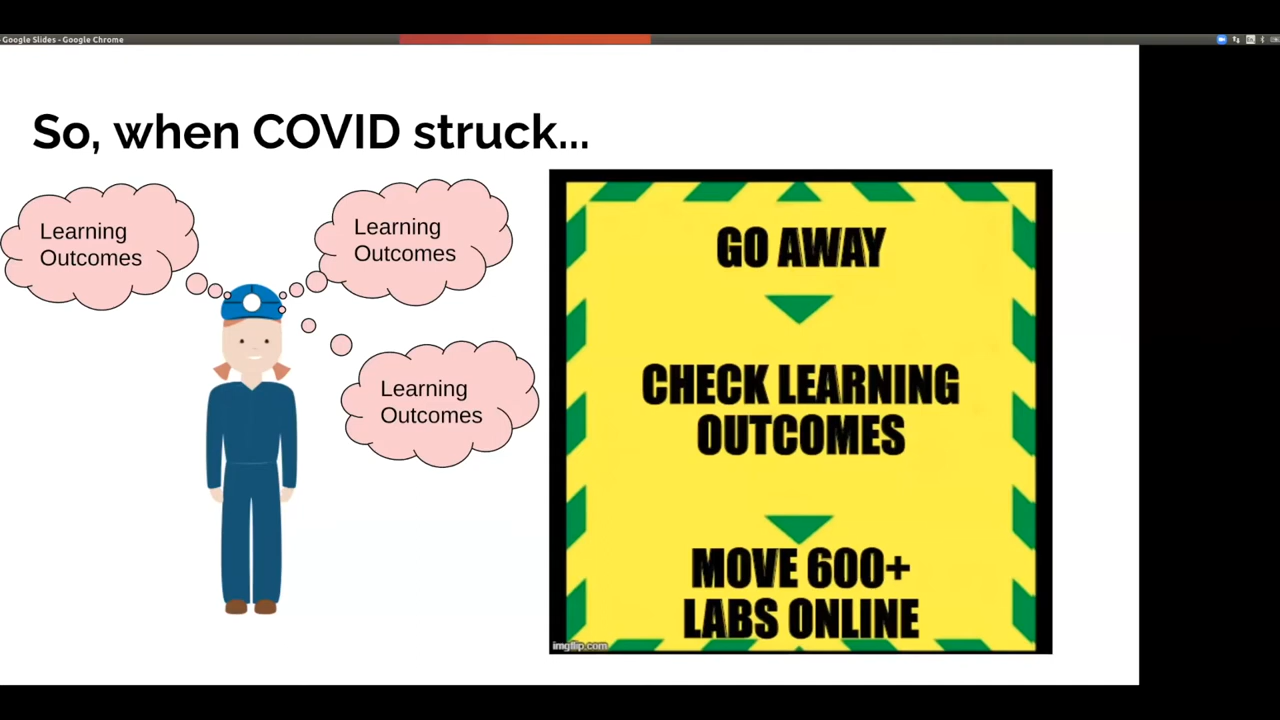 - Google Slides - Google Chrome
So, when COVID struck...
Learning
Outcomes
Learning
Outcomes
Learning
Outcomes
GO AWAY
CHECK LEARNING
OUTCOMES
MOVE 600+
LABS ONLINE
imgflip.com